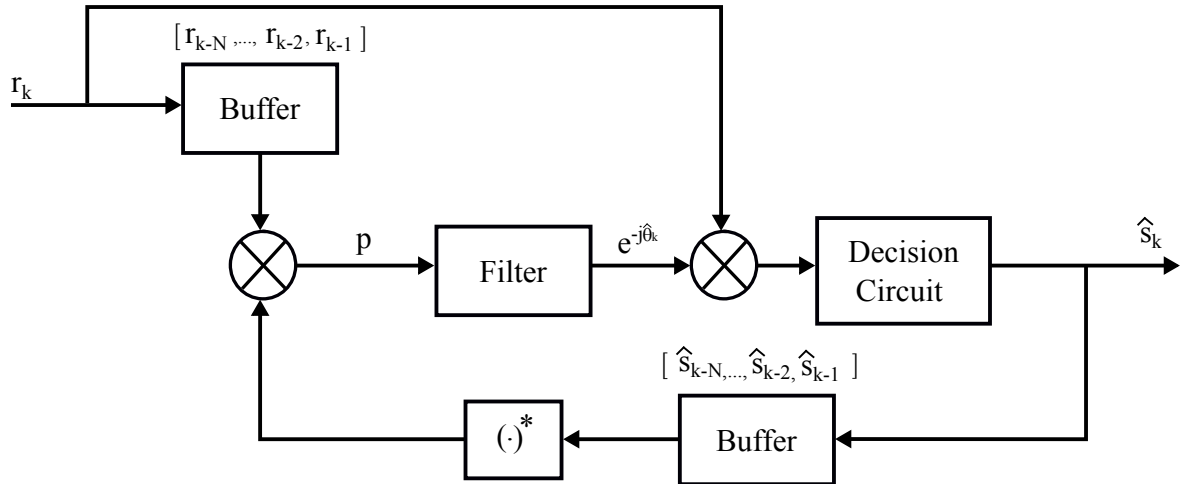 [ r_{k-N} ,..., r_{k-2}, r_{k-1} ]
r_k
Buffer
p
Filter
e^{-jθ̂_k}
Decision
Circuit
ŝ_k
[ ŝ_{k-N},..., ŝ_{k-2}, ŝ_{k-1} ]
(·)*
Buffer